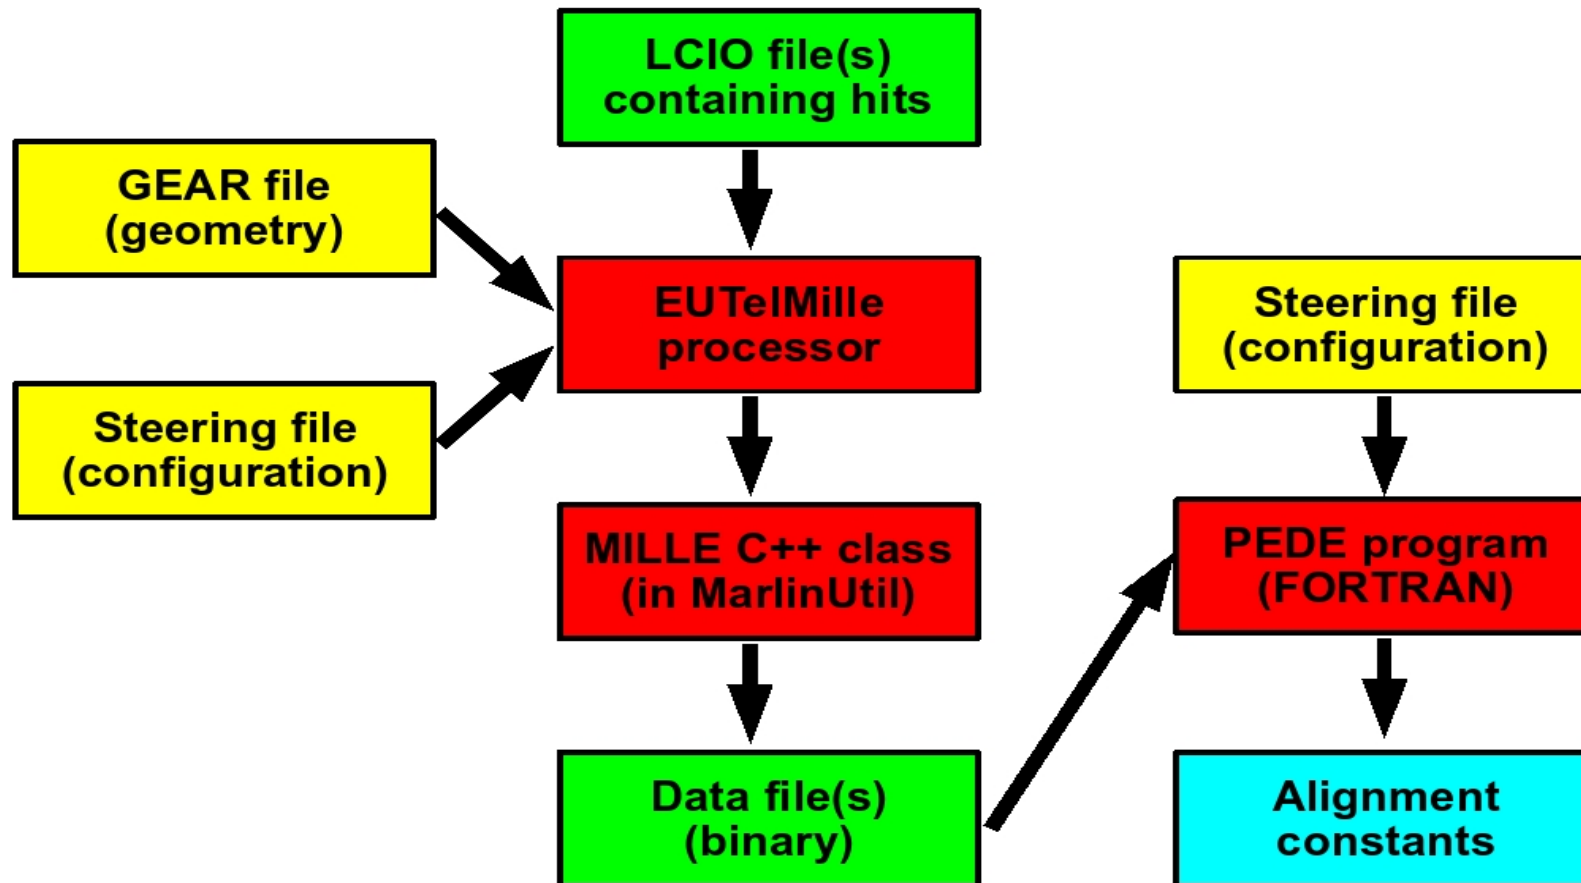 LCIO file(s)
containing hits
GEAR file
(geometry)
EUTelMille
processor
Steering file
(configuration)
Steering file
(configuration)
MILLE C++ class
(in MarlinUtil)
PEDE program
(FORTRAN)
Data file(s)
(binary)
Alignment
constants